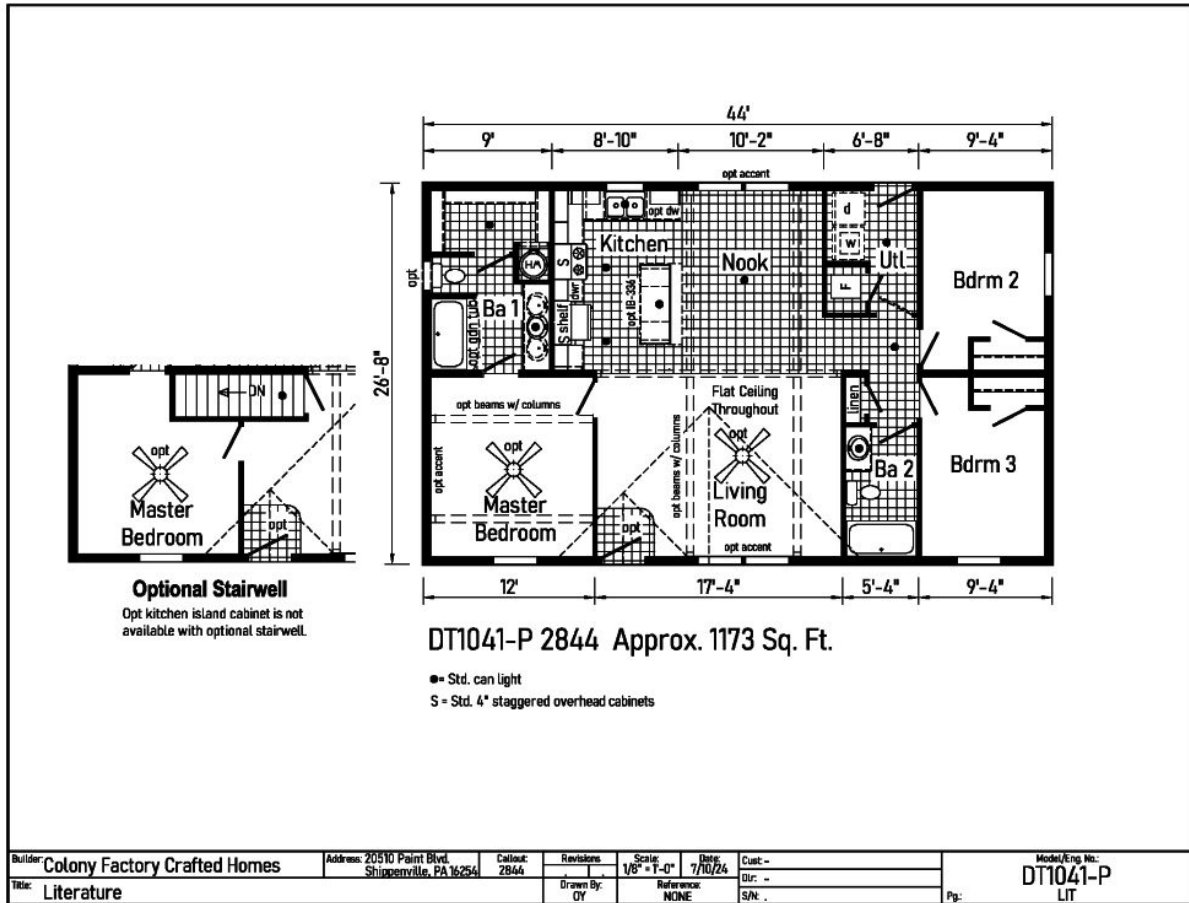 44'
9'
8'-10"
10'-2"
6'-8"
9'-4"
opt accent
26'-8"
opt
opt dw
Kitchen
Nook
d
W
Utl
F
Bdrm 2
S
dwr
S shelf
opt IB-336
Ba 1
opt gdn tub
opt beams w/ columns
opt accent
opt
Master
Bedroom
Flat Ceiling
Throughout
opt beams w/ columns
opt
Living
Room
opt
opt accent
linen
Ba 2
Bdrm 3
DN
opt
Master
Bedroom
opt
12'
17'-4"
5'-4"
9'-4"
Optional Stairwell
Opt kitchen island cabinet is not
available with optional stairwell.
DT1041-P 2844 Approx. 1173 Sq. Ft.
●= Std. can light
S = Std. 4" staggered overhead cabinets
Builder: Colony Factory Crafted Homes
Address: 20510 Paint Blvd.
Shippenville, PA 16254
Callout:
2844
Revisions
Scale:
1/8" = 1'-0"
Date:
7/10/24
Cust: -
Dlr: -
S/N: .
Model/Eng. No.:
DT1041-P
Title: Literature
Drawn By:
OY
Reference:
NONE
Pg.: LIT